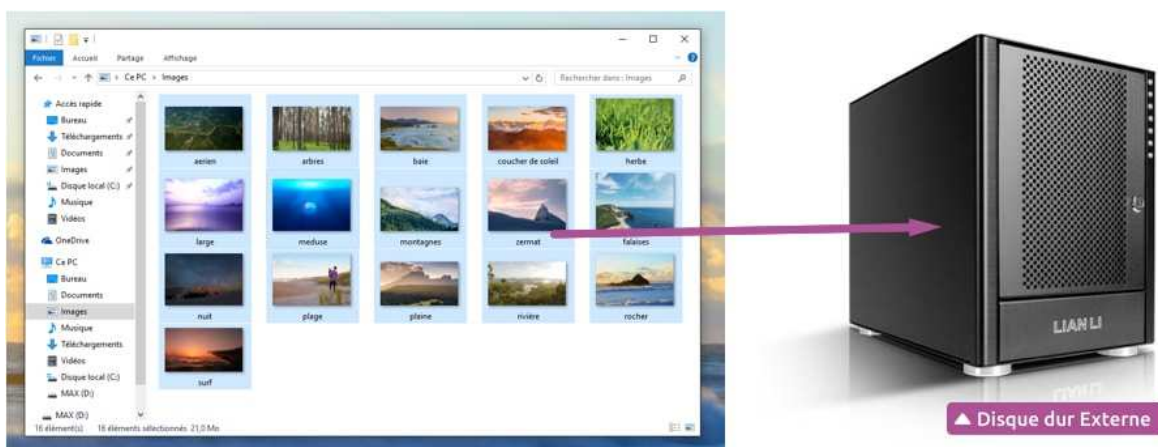 Fichier Accueil Partage Affichage
Ce PC > Images
Rechercher dans : Images
Accès rapide
Bureau
Téléchargements
Documents
Images
Disque local (C:)
Musique
Vidéos
OneDrive
Ce PC
Bureau
Documents
Images
Musique
Téléchargements
Vidéos
Disque local (C:)
MAX (D:)
MAX (D:)
aerien arbres baie coucher de soleil herbe
large meduse montagnes zermat falaises
nuit plage pleine rivière rocher
surf
16 élément(s) 16 éléments sélectionnés 21,0 Mo
LIAN LI
Disque dur Externe